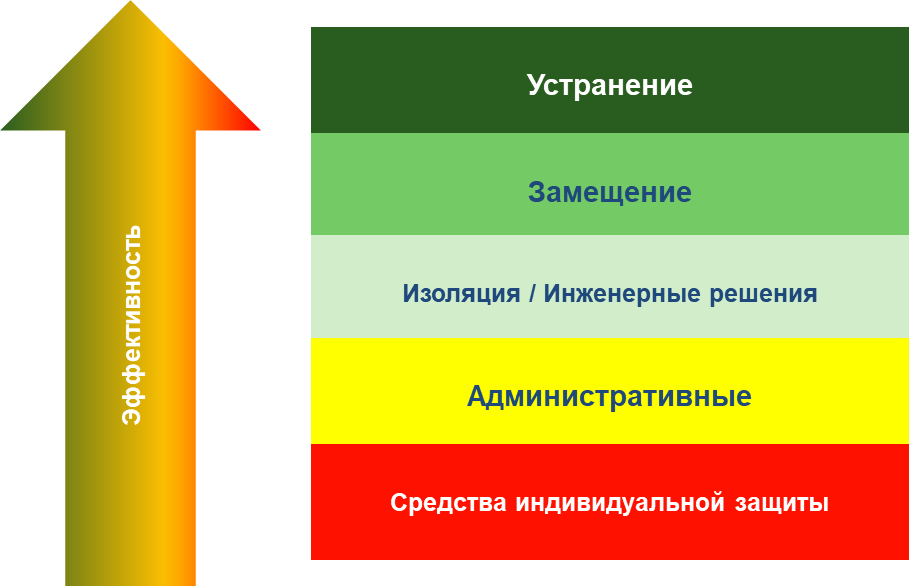 Устранение
Замещение
Изоляция / Инженерные решения
Административные
Средства индивидуальной защиты
Эффективность